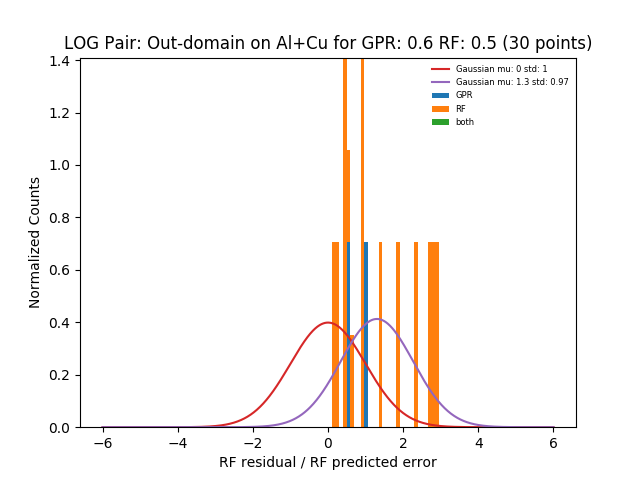 LOG Pair: Out-domain on Al+Cu for GPR: 0.6 RF: 0.5 (30 points)
Gaussian mu: 0 std: 1
Gaussian mu: 1.3 std: 0.97
GPR
RF
both
Normalized Counts
1.4
1.2
1.0
0.8
0.6
0.4
0.2
0.0
−6 −4 −2 0 2 4 6
RF residual / RF predicted error